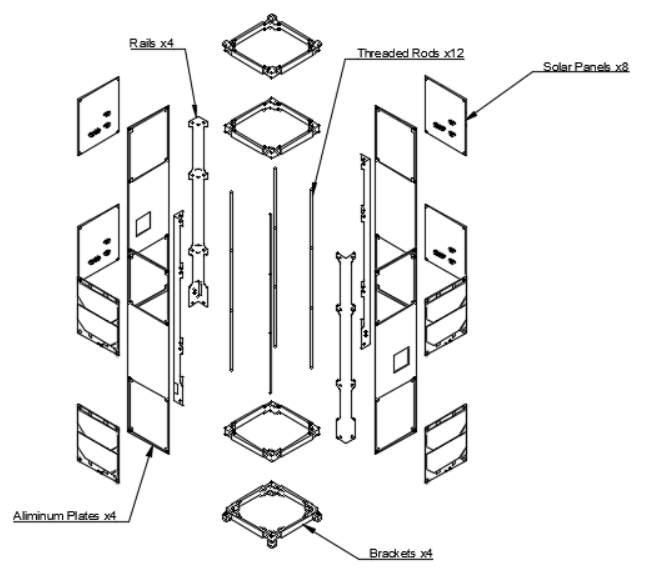 Rails x4
Threaded Rods x12
Solar Panels x8
Aliminum Plates x4
Brackets x4